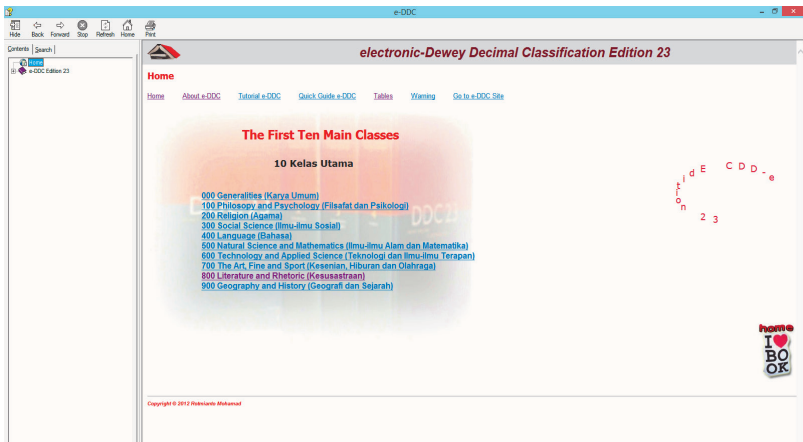 e-DDC
Hide Back Forward Stop Refresh Home Print
Contents Search
Home
e-DDC Edition 23
electronic-Dewey Decimal Classification Edition 23
Home
Home About e-DDC Tutorial e-DDC Quick Guide e-DDC Tables Warning Go to e-DDC Site
The First Ten Main Classes
10 Kelas Utama
000 Generalities (Karya Umum)
100 Philosopy and Psychology (Filsafat dan Psikologi)
200 Religion (Agama)
300 Social Science (Ilmu-ilmu Sosial)
400 Language (Bahasa)
500 Natural Science and Mathematics (Ilmu-ilmu Alam dan Matematika)
600 Technology and Applied Science (Teknologi dan Ilmu-ilmu Terapan)
700 The Art, Fine and Sport (Kesenian, Hiburan dan Olahraga)
800 Literature and Rhetoric (Kesusastraan)
900 Geography and History (Geografi dan Sejarah)
DDC 23
e-DDC Edition 23
home
I
BO
OK
Copyright © 2012 Rotmianto Mohamad